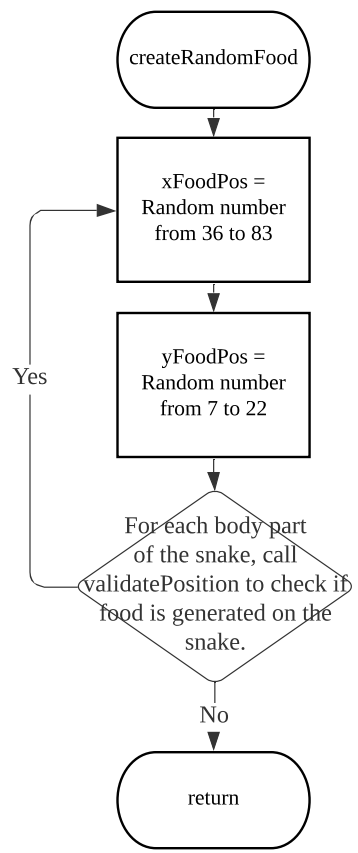 createRandomFood
xFoodPos =
Random number
from 36 to 83
yFoodPos =
Random number
from 7 to 22
Yes
For each body part
of the snake, call
validatePosition to check if
food is generated on the
snake.
No
return